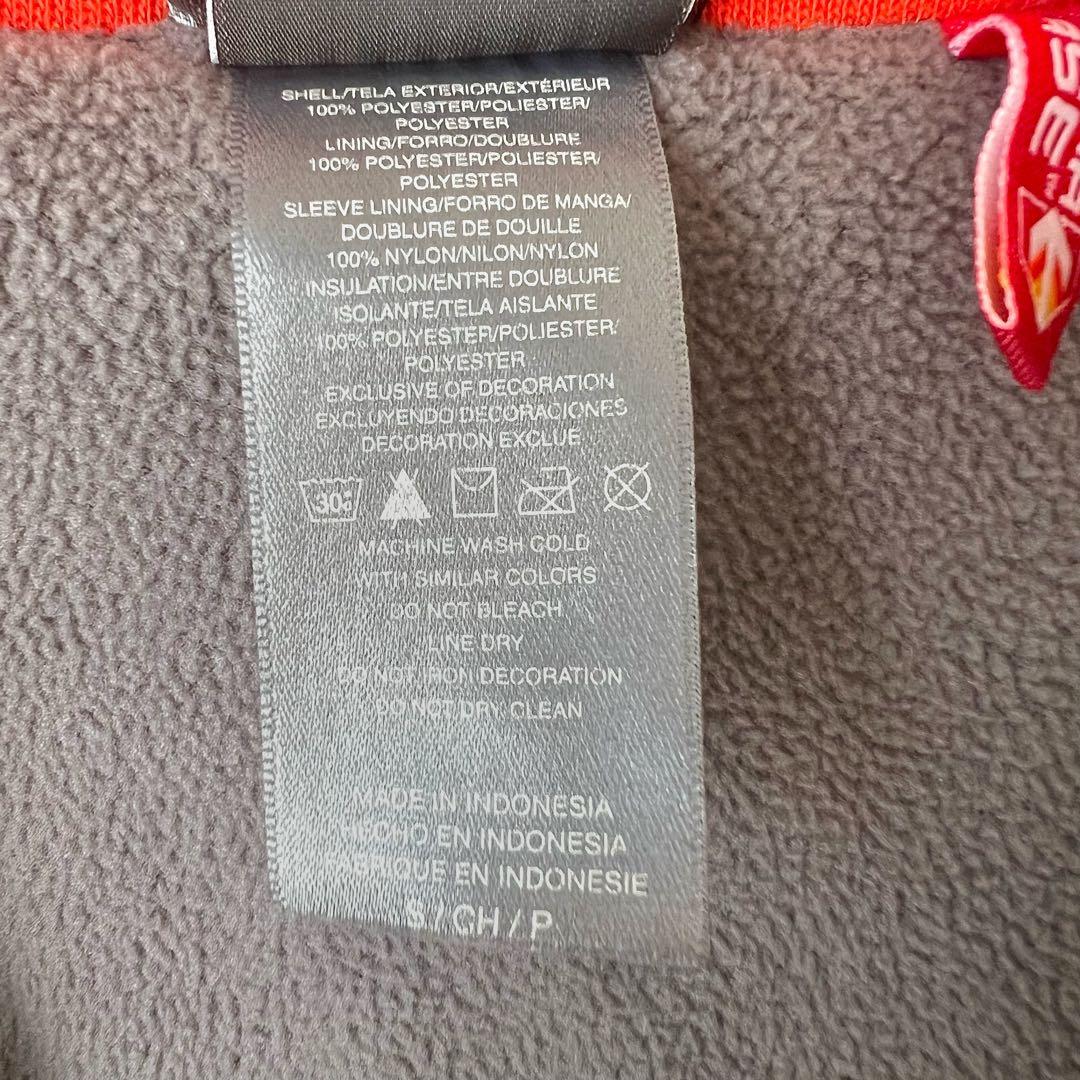 SHELL/TELA EXTERIOR/EXTÉRIEUR
100% POLYESTER/POLIESTER/
POLYESTER
LINING/FORRO/DOUBLURE
100% POLYESTER/POLIESTER/
POLYESTER
SLEEVE LINING/FORRO DE MANGA/
DOUBLURE DE DOUILLE
100% NYLON/NILON/NYLON
INSULATION/ENTRE DOUBLURE
ISOLANTE/TELA AISLANTE
100% POLYESTER/POLIESTER/
POLYESTER
EXCLUSIVE OF DECORATION
EXCLUYENDO DECORACIONES
DECORATION EXCLUE
30
MACHINE WASH COLD
WITH SIMILAR COLORS
DO NOT BLEACH
LINE DRY
DO NOT IRON DECORATION
DO NOT DRY CLEAN
MADE IN INDONESIA
HECHO EN INDONESIA
FABRIQUE EN INDONESIE
S / CH / P